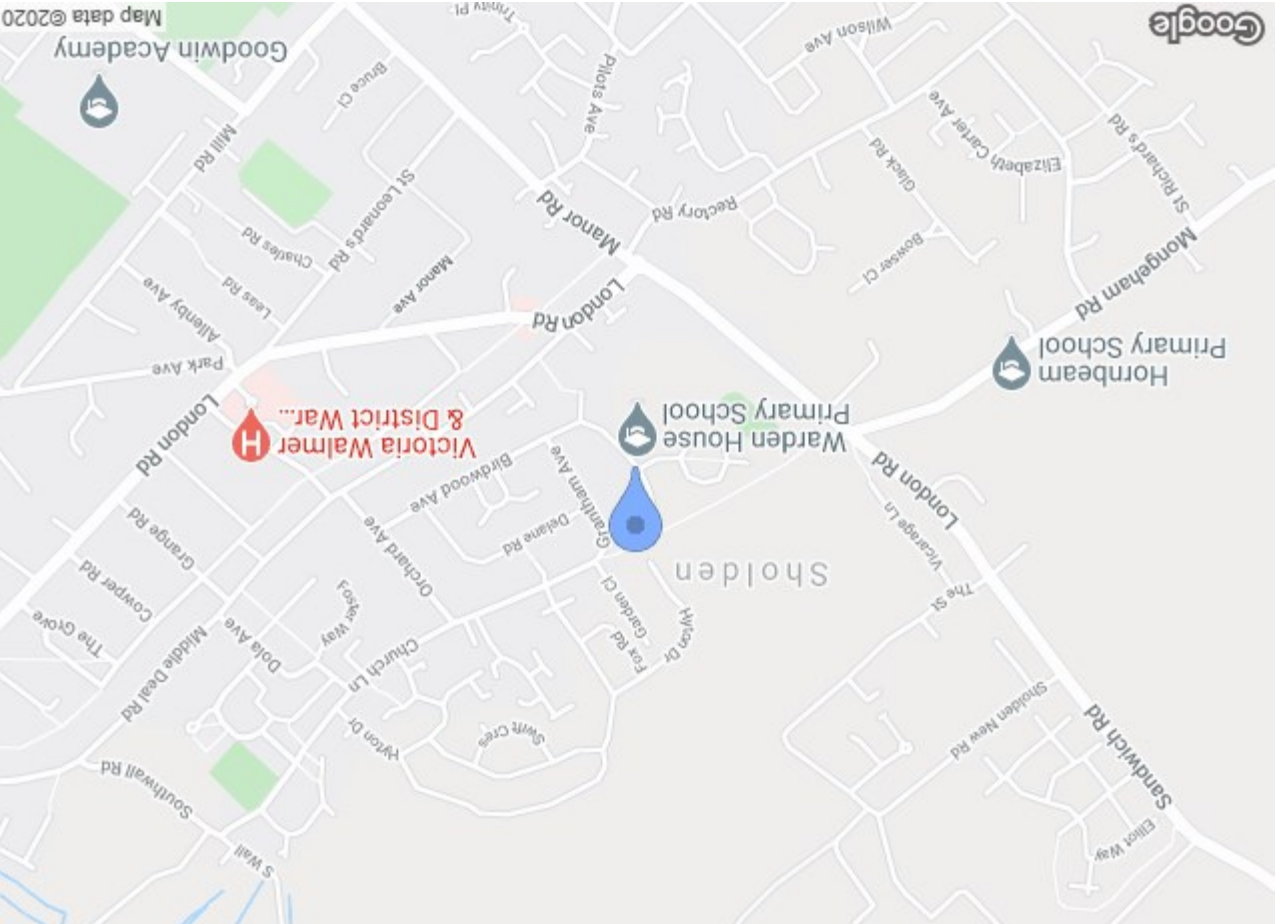 S Wall
Elliot Way
Southwall Rd
Sandwich Rd
Hyton Dr
Swift Cres
Sholden New Rd
Middle Deal Rd
Church Ln
Dola Ave
The Grove
Fox Rd
Hyton Dr
Foster Way
Garden Cl
The St
Cowper Rd
Sholden
Orchard Ave
Vicarage Ln
Grange Rd
Delane Rd
Grantham Ave
London Rd
Birdwood Ave
London Rd
Victoria Walmer
& District War...
Warden House
Primary School
Hornbeam
Primary School
Park Ave
London Rd
Allenby Ave
Leas Rd
Manor Ave
Mongeham Rd
Bowser Cl
Charles Rd
Manor Rd
St Leonard's Rd
Rectory Rd
Glack Rd
St Richard's Rd
Elizabeth Carter Ave
Mill Rd
Pilots Ave
Bruce Cl
Goodwin Academy
Wilson Ave
Trinity Pl
Google
Map data ©2020